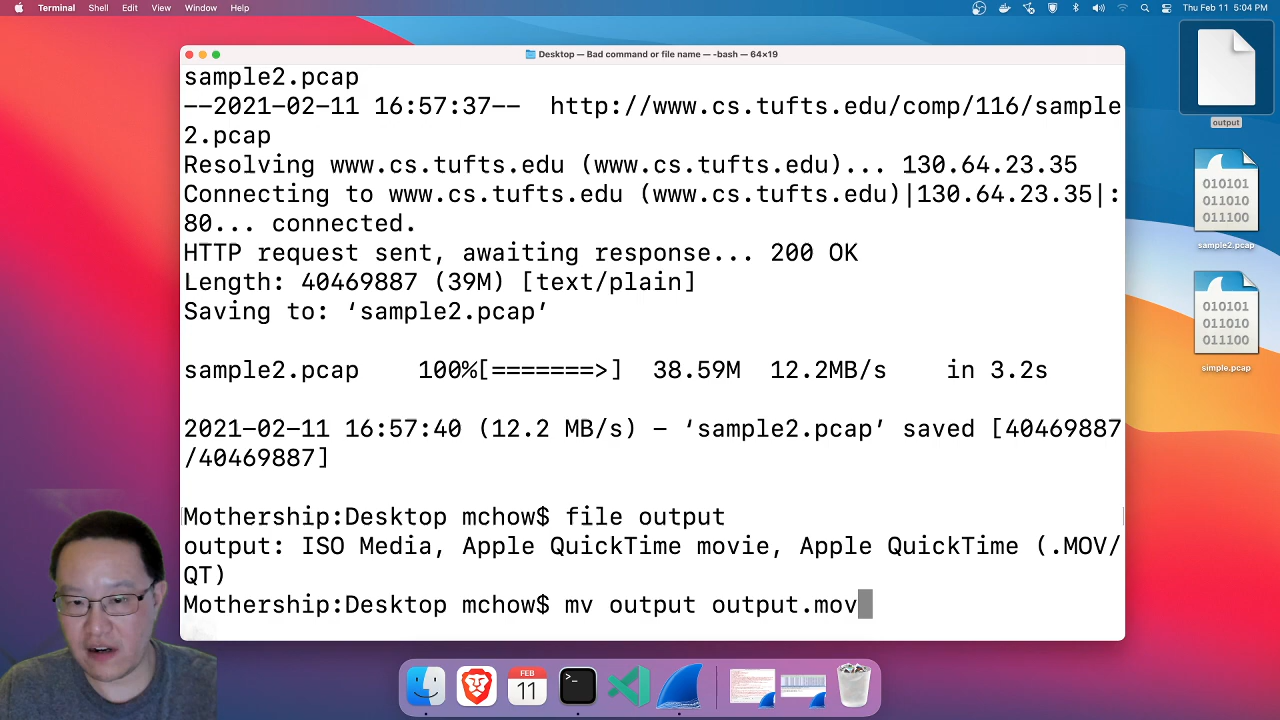 Terminal Shell Edit View Window Help Thu Feb 11 5:04 PM
Desktop — Bad command or file name — -bash — 64×19
sample2.pcap
--2021-02-11 16:57:37-- http://www.cs.tufts.edu/comp/116/sample
2.pcap
Resolving www.cs.tufts.edu (www.cs.tufts.edu)... 130.64.23.35
Connecting to www.cs.tufts.edu (www.cs.tufts.edu)|130.64.23.35|:
80... connected.
HTTP request sent, awaiting response... 200 OK
Length: 40469887 (39M) [text/plain]
Saving to: ‘sample2.pcap’
sample2.pcap 100%[=======>] 38.59M 12.2MB/s in 3.2s
2021-02-11 16:57:40 (12.2 MB/s) – ‘sample2.pcap’ saved [40469887
/40469887]
Mothership:Desktop mchow$ file output
output: ISO Media, Apple QuickTime movie, Apple QuickTime (.MOV/
QT)
Mothership:Desktop mchow$ mv output output.mov
output
010101
011010
011100
sample2.pcap
010101
011010
011100
simple.pcap
FEB
11
>_